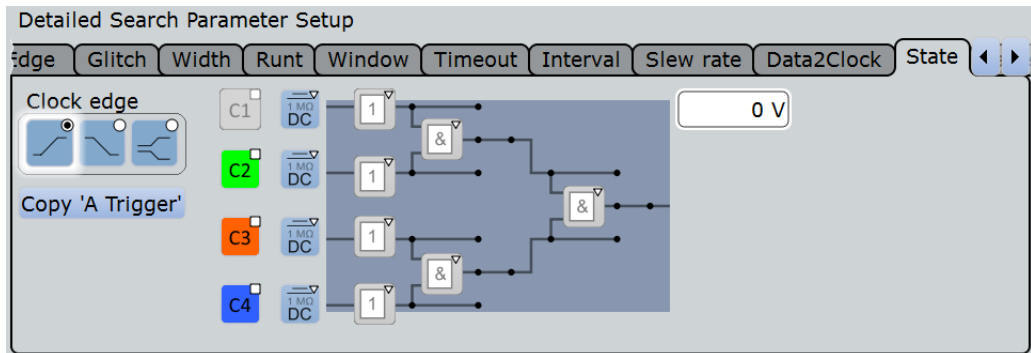 Detailed Search Parameter Setup
Edge Glitch Width Runt Window Timeout Interval Slew rate Data2Clock State
Clock edge
C1 1 MΩ DC 1 0 V
&
C2 1 MΩ DC 1
Copy 'A Trigger'
&
C3 1 MΩ DC 1
&
C4 1 MΩ DC 1